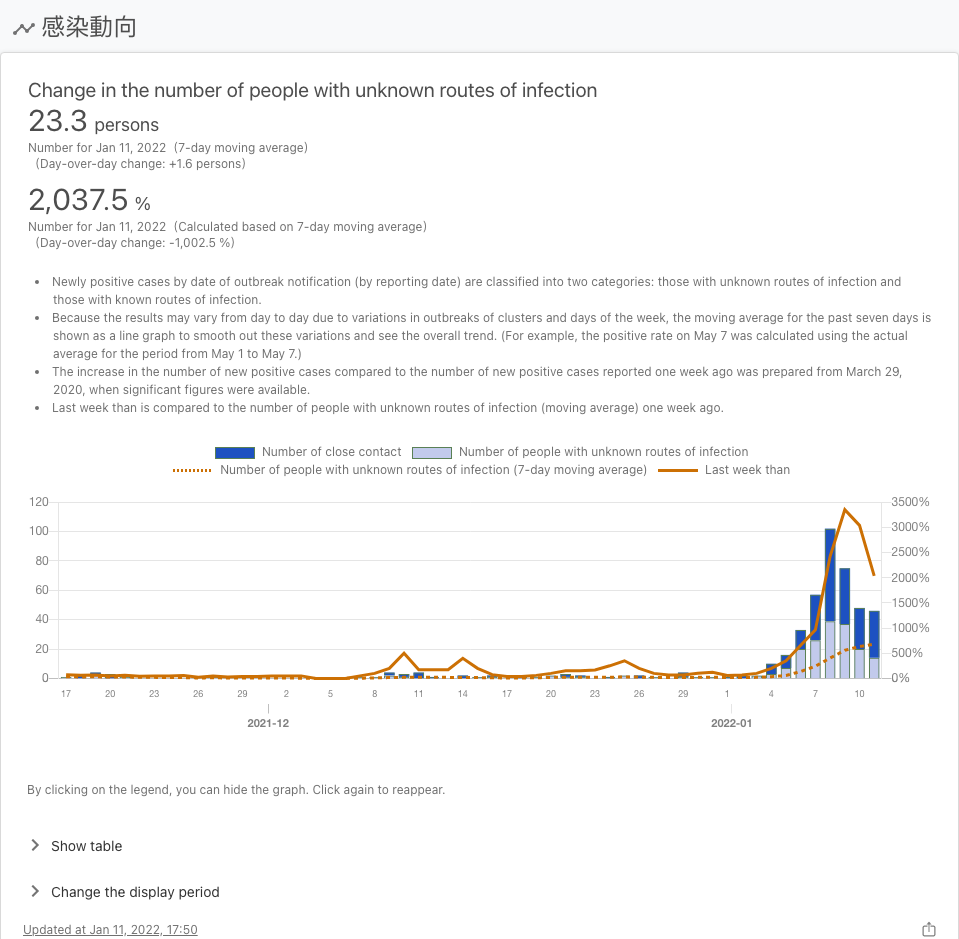 感染動向
Change in the number of people with unknown routes of infection
23.3 persons
Number for Jan 11, 2022 (7-day moving average)
(Day-over-day change: +1.6 persons)
2,037.5 %
Number for Jan 11, 2022 (Calculated based on 7-day moving average)
(Day-over-day change: -1,002.5 %)
• Newly positive cases by date of outbreak notification (by reporting date) are classified into two categories: those with unknown routes of infection and
those with known routes of infection.
• Because the results may vary from day to day due to variations in outbreaks of clusters and days of the week, the moving average for the past seven days is
shown as a line graph to smooth out these variations and see the overall trend. (For example, the positive rate on May 7 was calculated using the actual
average for the period from May 1 to May 7.)
• The increase in the number of new positive cases compared to the number of new positive cases reported one week ago was prepared from March 29,
2020, when significant figures were available.
• Last week than is compared to the number of people with unknown routes of infection (moving average) one week ago.
Number of close contact Number of people with unknown routes of infection
Number of people with unknown routes of infection (7-day moving average) Last week than
120 3500%
100 3000%
80 2500%
2000%
60 1500%
40 1000%
20 500%
0 0%
17 20 23 26 29 2 5 8 11 14 17 20 23 26 29 1 4 7 10
2021-12 2022-01
By clicking on the legend, you can hide the graph. Click again to reappear.
Show table
Change the display period
Updated at Jan 11, 2022, 17:50